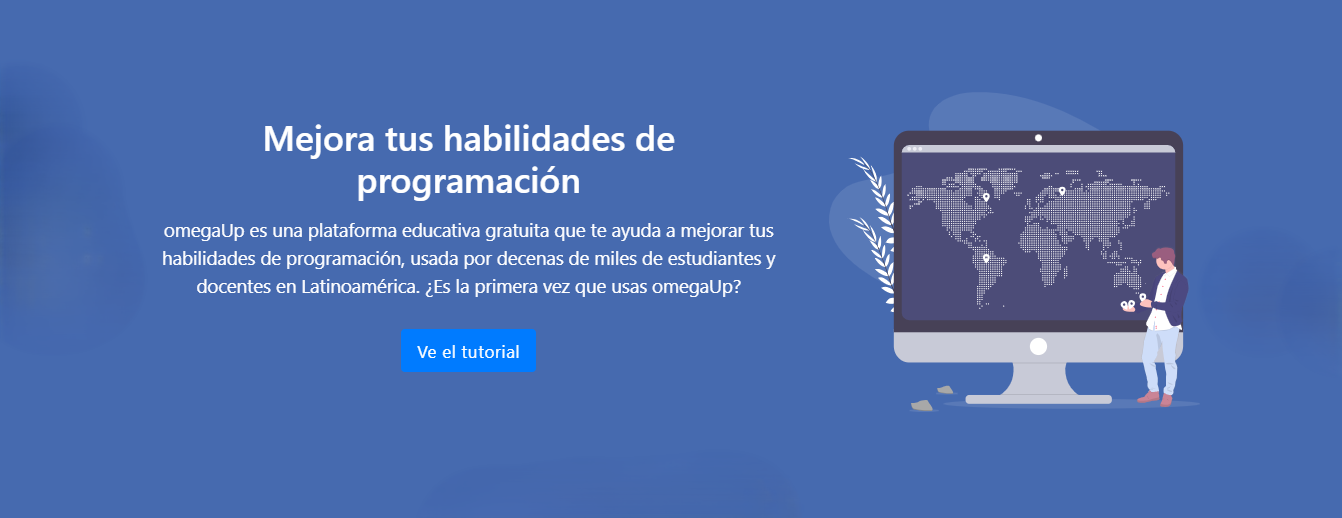 Mejora tus habilidades de
programación
omegaUp es una plataforma educativa gratuita que te ayuda a mejorar tus
habilidades de programación, usada por decenas de miles de estudiantes y
docentes en Latinoamérica. ¿Es la primera vez que usas omegaUp?
Ve el tutorial